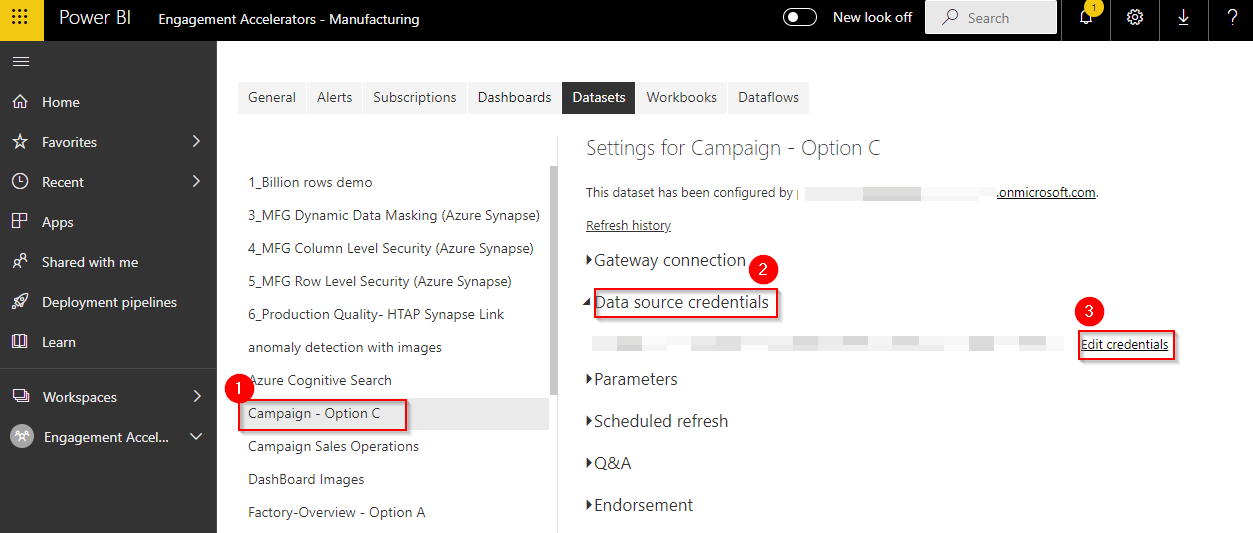 Power BI Engagement Accelerators - Manufacturing New look off Search 1 ?
Home
Favorites
Recent
Apps
Shared with me
Deployment pipelines
Learn
Workspaces
Engagement Accel...
General Alerts Subscriptions Dashboards Datasets Workbooks Dataflows
1_Billion rows demo
3_MFG Dynamic Data Masking (Azure Synapse)
4_MFG Column Level Security (Azure Synapse)
5_MFG Row Level Security (Azure Synapse)
6_Production Quality- HTAP Synapse Link
anomaly detection with images
Azure Cognitive Search
1
Campaign - Option C
Campaign Sales Operations
DashBoard Images
Factory-Overview - Option A
Settings for Campaign - Option C
This dataset has been configured by .onmicrosoft.com.
Refresh history
Gateway connection
2
Data source credentials
3
Edit credentials
Parameters
Scheduled refresh
Q&A
Endorsement